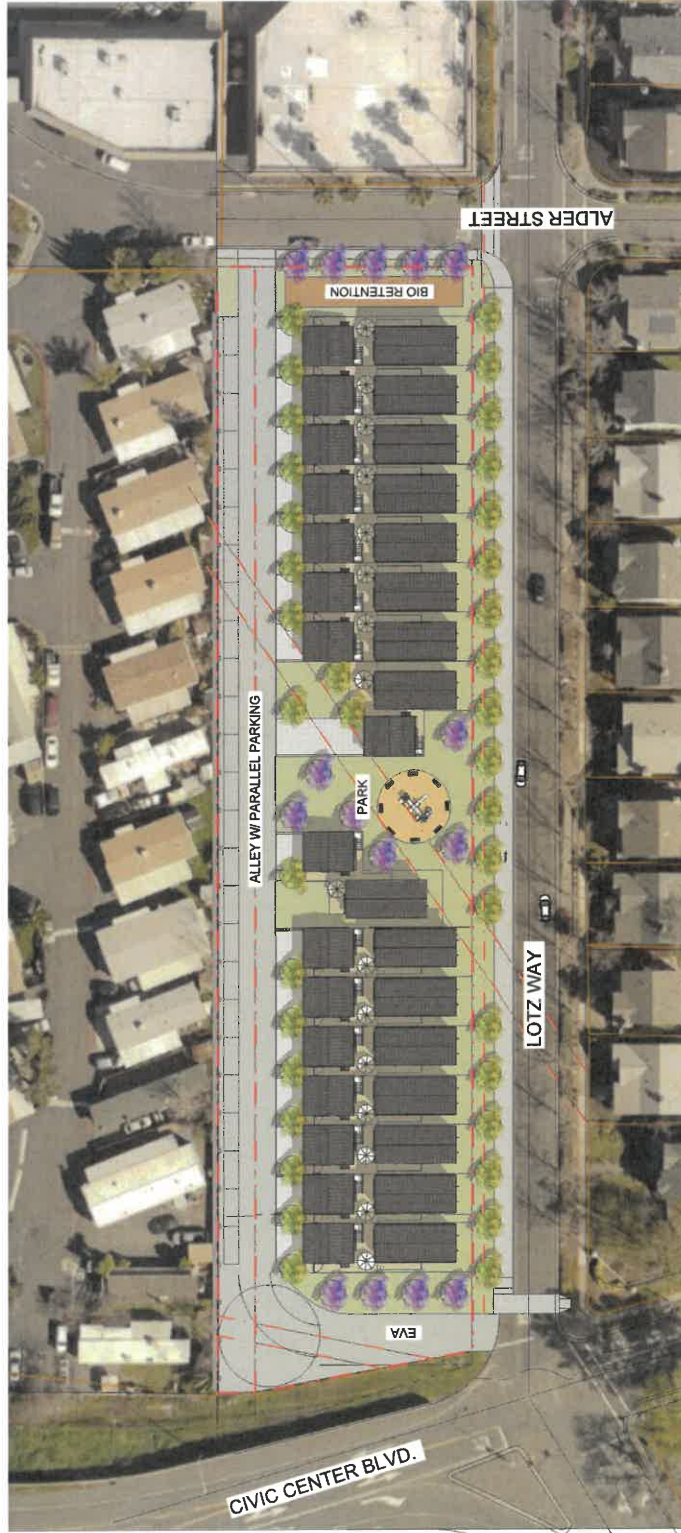 ALDER STREET
BIO RETENTION
ALLEY W/ PARALLEL PARKING
PARK
LOTZ WAY
EVA
CIVIC CENTER BLVD.